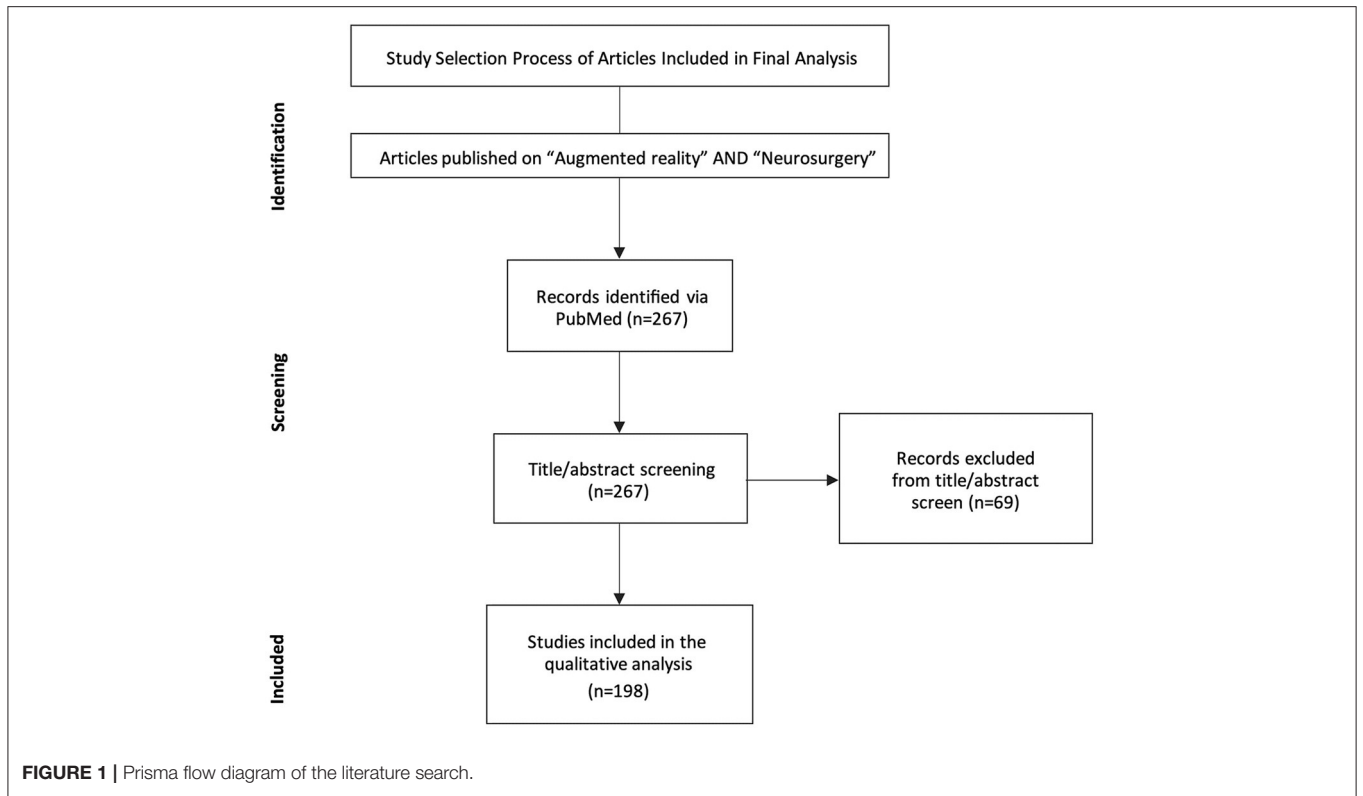 Study Selection Process of Articles Included in Final Analysis
Identification
Articles published on “Augmented reality” AND “Neurosurgery”
Records identified via
PubMed (n=267)
Screening
Title/abstract screening
(n=267)
Records excluded
from title/abstract
screen (n=69)
Included
Studies included in the
qualitative analysis
(n=198)
FIGURE 1 | Prisma flow diagram of the literature search.